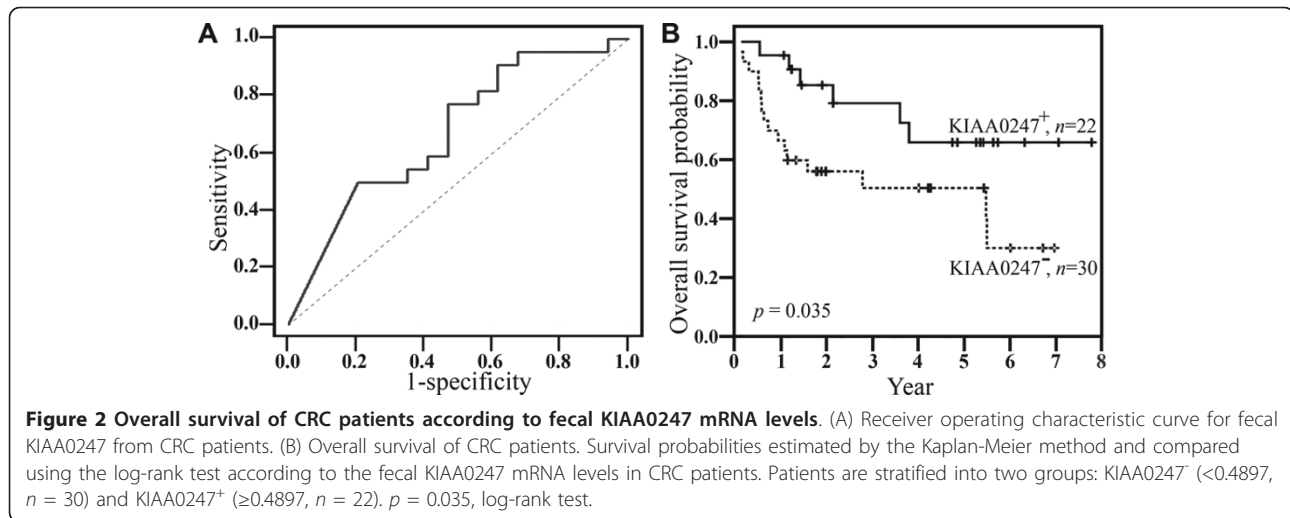 A
1.0
0.8
0.6
0.4
0.2
0.0
Sensitivity
0.0 0.2 0.4 0.6 0.8 1.0
1-specificity
B
1.0
0.8
0.6
0.4
0.2
0.0
Overall survival probability
KIAA0247⁺, n=22
KIAA0247⁻, n=30
p = 0.035
0 1 2 3 4 5 6 7 8
Year
Figure 2 Overall survival of CRC patients according to fecal KIAA0247 mRNA levels. (A) Receiver operating characteristic curve for fecal
KIAA0247 from CRC patients. (B) Overall survival of CRC patients. Survival probabilities estimated by the Kaplan-Meier method and compared
using the log-rank test according to the fecal KIAA0247 mRNA levels in CRC patients. Patients are stratified into two groups: KIAA0247⁻ (<0.4897,
n = 30) and KIAA0247⁺ (≥0.4897, n = 22). p = 0.035, log-rank test.